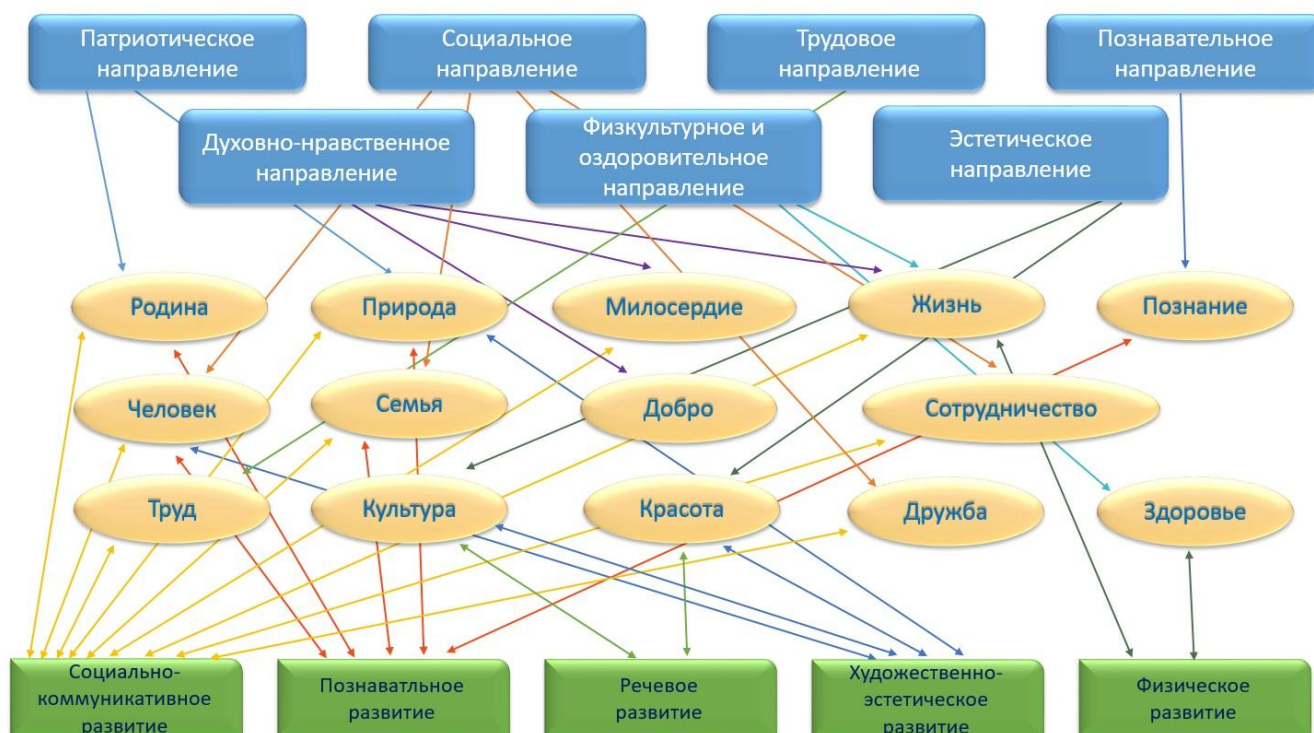 Патриотическое
направление
Социальное
направление
Трудовое
направление
Познавательное
направление
Духовно-нравственное
направление
Физкультурное и
оздоровительное
направление
Эстетическое
направление
Родина
Природа
Милосердие
Жизнь
Познание
Человек
Семья
Добро
Сотрудничество
Труд
Культура
Красота
Дружба
Здоровье
Социально-
коммуникативное
развитие
Познаватльное
развитие
Речевое
развитие
Художественно-
эстетическое
развитие
Физическое
развитие